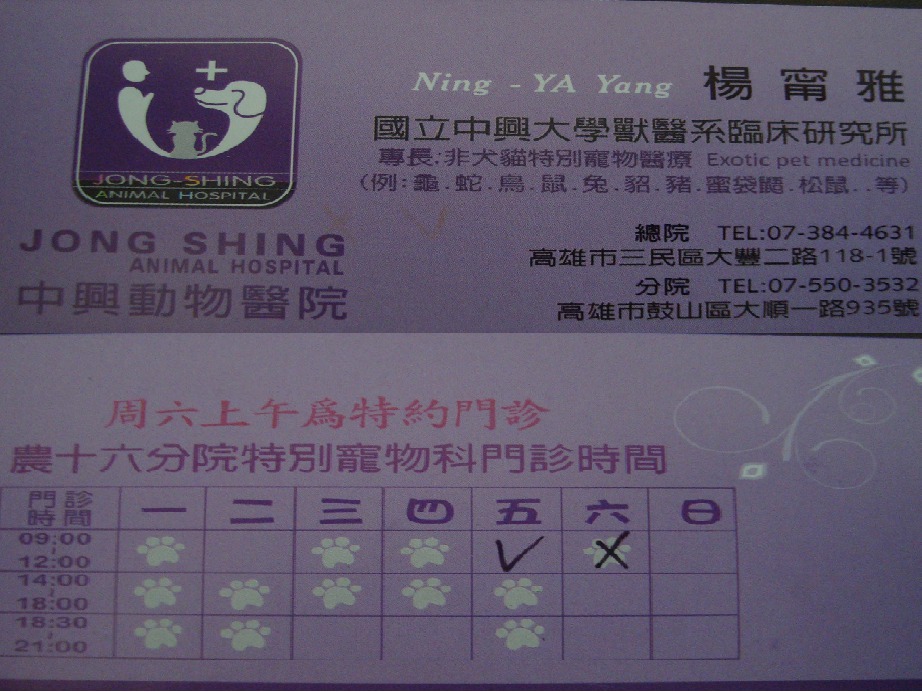 JONG-SHING
ANIMAL HOSPITAL
JONG SHING
ANIMAL HOSPITAL
中興動物醫院
Ning - YA Yang 楊甯雅
國立中興大學獸醫系臨床研究所
專長:非犬貓特別寵物醫療 Exotic pet medicine
(例:龜.蛇.鳥.鼠.兔.貂.豬.蜜袋鼯.松鼠..等)
總院 TEL:07-384-4631
高雄市三民區大豐二路118-1號
分院 TEL:07-550-3532
高雄市鼓山區大順一路935號
周六上午為特約門診
農十六分院特別寵物科門診時間
門診時間 一 二 三 四 五 六 日
09:00~12:00
14:00~18:00
18:30~21:00